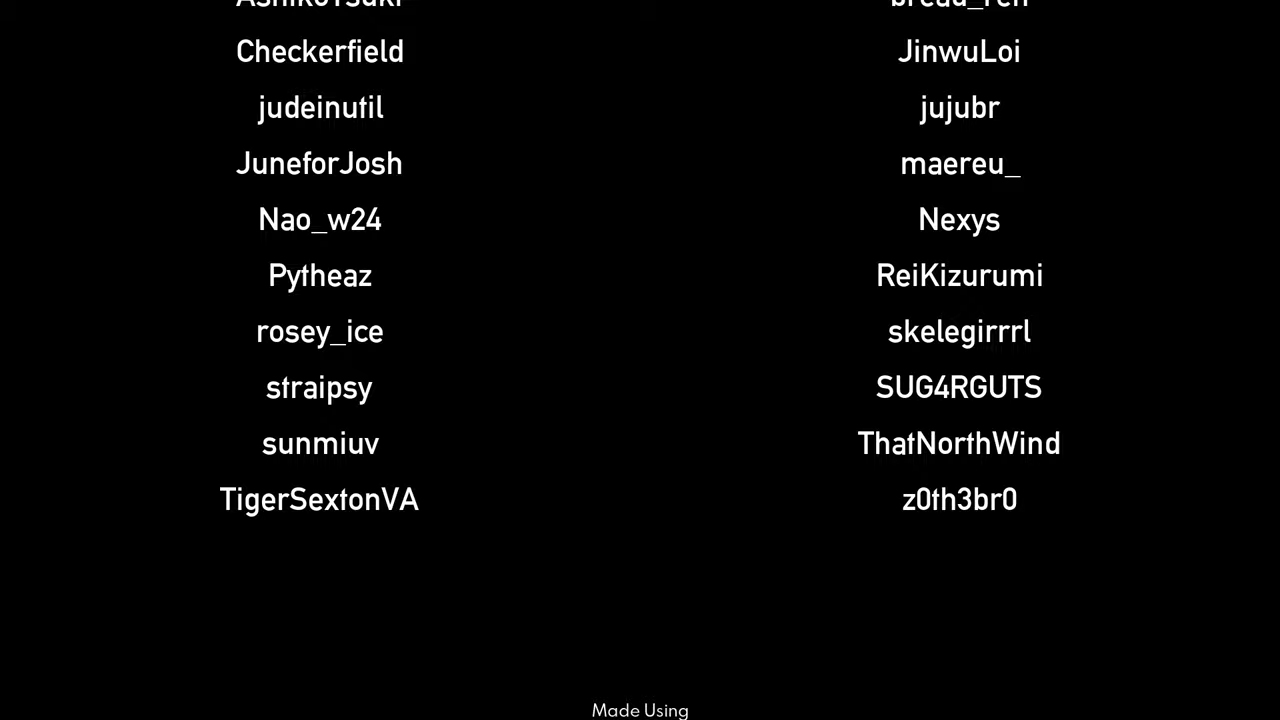 Checkerfield JinwuLoi
judeinutil jujubr
JuneforJosh maereu_
Nao_w24 Nexys
Pytheaz ReiKizurumi
rosey_ice skelegirrrl
straipsy SUG4RGUTS
sunmiuv ThatNorthWind
TigerSextonVA z0th3br0
Made Using